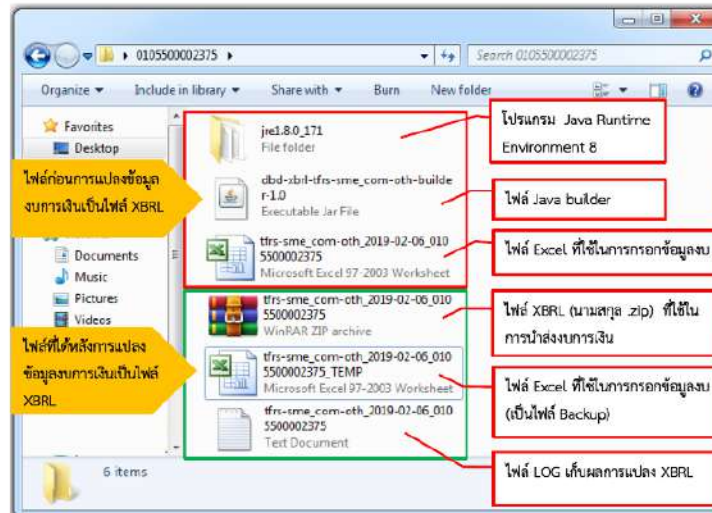 0105500002375
Search 0105500002375
Organize
Include in library
Share with
Burn
New folder
Favorites
Desktop
Documents
Music
Pictures
Videos
ไฟล์ก่อนการแปลงข้อมูล
งบการเงินเป็นไฟล์ XBRL
ไฟล์ที่ได้หลังการแปลง
ข้อมูลงบการเงินเป็นไฟล์
XBRL
jre1.8.0_171
File folder
dbd-xbrl-tfrs-sme_com-oth-builde
r-1.0
Executable Jar File
tfrs-sme_com-oth_2019-02-06_010
5500002375
Microsoft Excel 97-2003 Worksheet
tfrs-sme_com-oth_2019-02-06_010
5500002375
WinRAR ZIP archive
tfrs-sme_com-oth_2019-02-06_010
5500002375_TEMP
Microsoft Excel 97-2003 Worksheet
tfrs-sme_com-oth_2019-02-06_010
5500002375
Text Document
โปรแกรม Java Runtime
Environment 8
ไฟล์ Java builder
ไฟล์ Excel ที่ใช้ในการกรอกข้อมูลงบ
ไฟล์ XBRL (นามสกุล .zip) ที่ใช้ใน
การนำส่งงบการเงิน
ไฟล์ Excel ที่ใช้ในการกรอกข้อมูลงบ
(เป็นไฟล์ Backup)
ไฟล์ LOG เก็บผลการแปลง XBRL
6 items